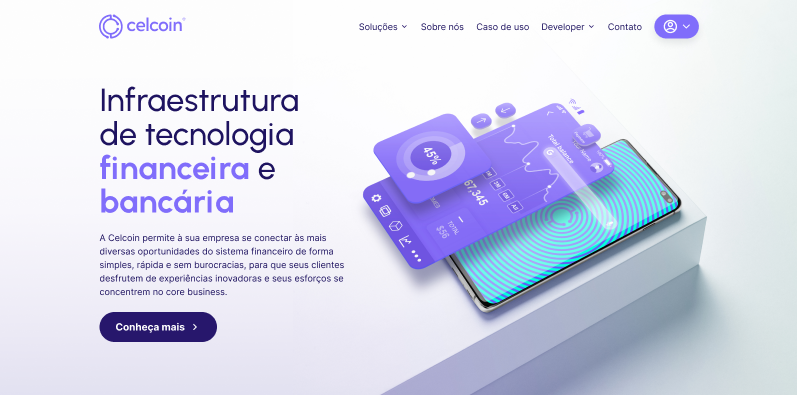 celcoin
Soluções
Sobre nós
Caso de uso
Developer
Contato
Infraestrutura
de tecnologia
financeira e
bancária
A Celcoin permite à sua empresa se conectar às mais
diversas oportunidades do sistema financeiro de forma
simples, rápida e sem burocracias, para que seus clientes
desfrutem de experiências inovadoras e seus esforços se
concentrem no core business.
Conheça mais
45%
Total balance
67,345
TOTAL
$56